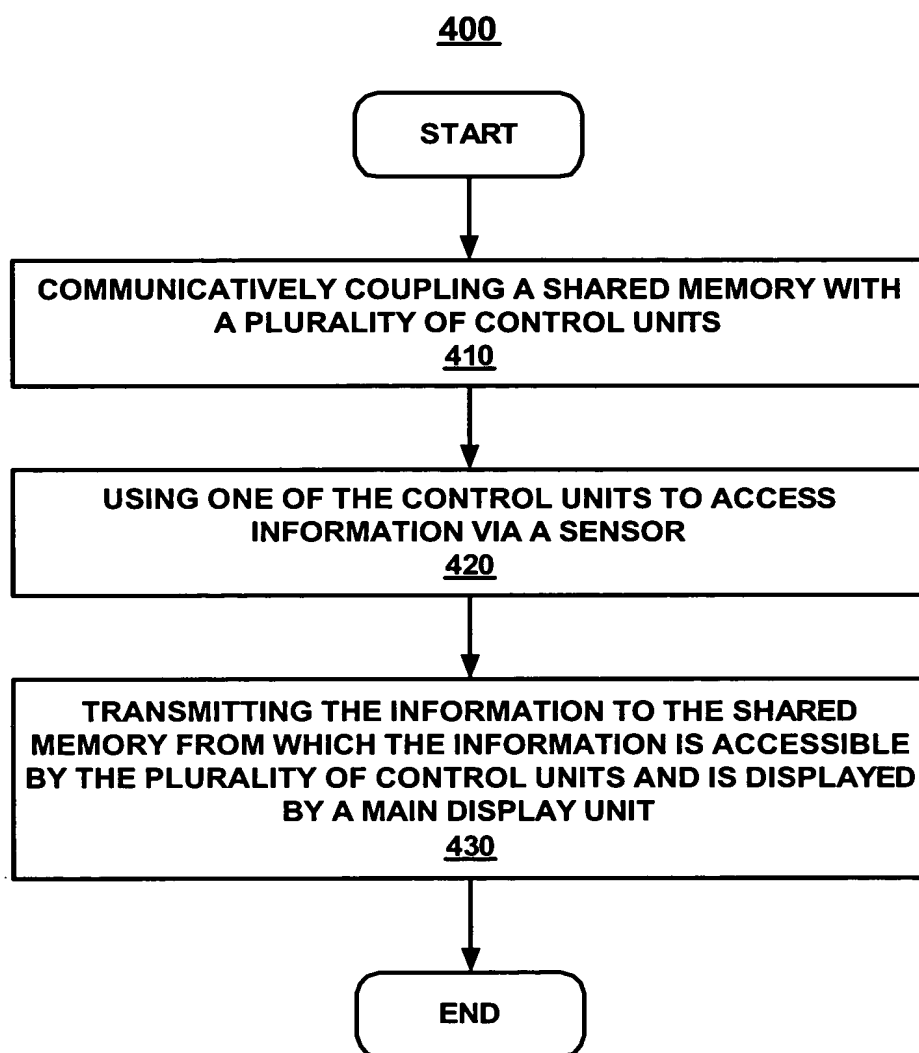 400
START
COMMUNICATIVELY COUPLING A SHARED MEMORY WITH
A PLURALITY OF CONTROL UNITS
410
USING ONE OF THE CONTROL UNITS TO ACCESS
INFORMATION VIA A SENSOR
420
TRANSMITTING THE INFORMATION TO THE SHARED
MEMORY FROM WHICH THE INFORMATION IS ACCESSIBLE
BY THE PLURALITY OF CONTROL UNITS AND IS DISPLAYED
BY A MAIN DISPLAY UNIT
430
END